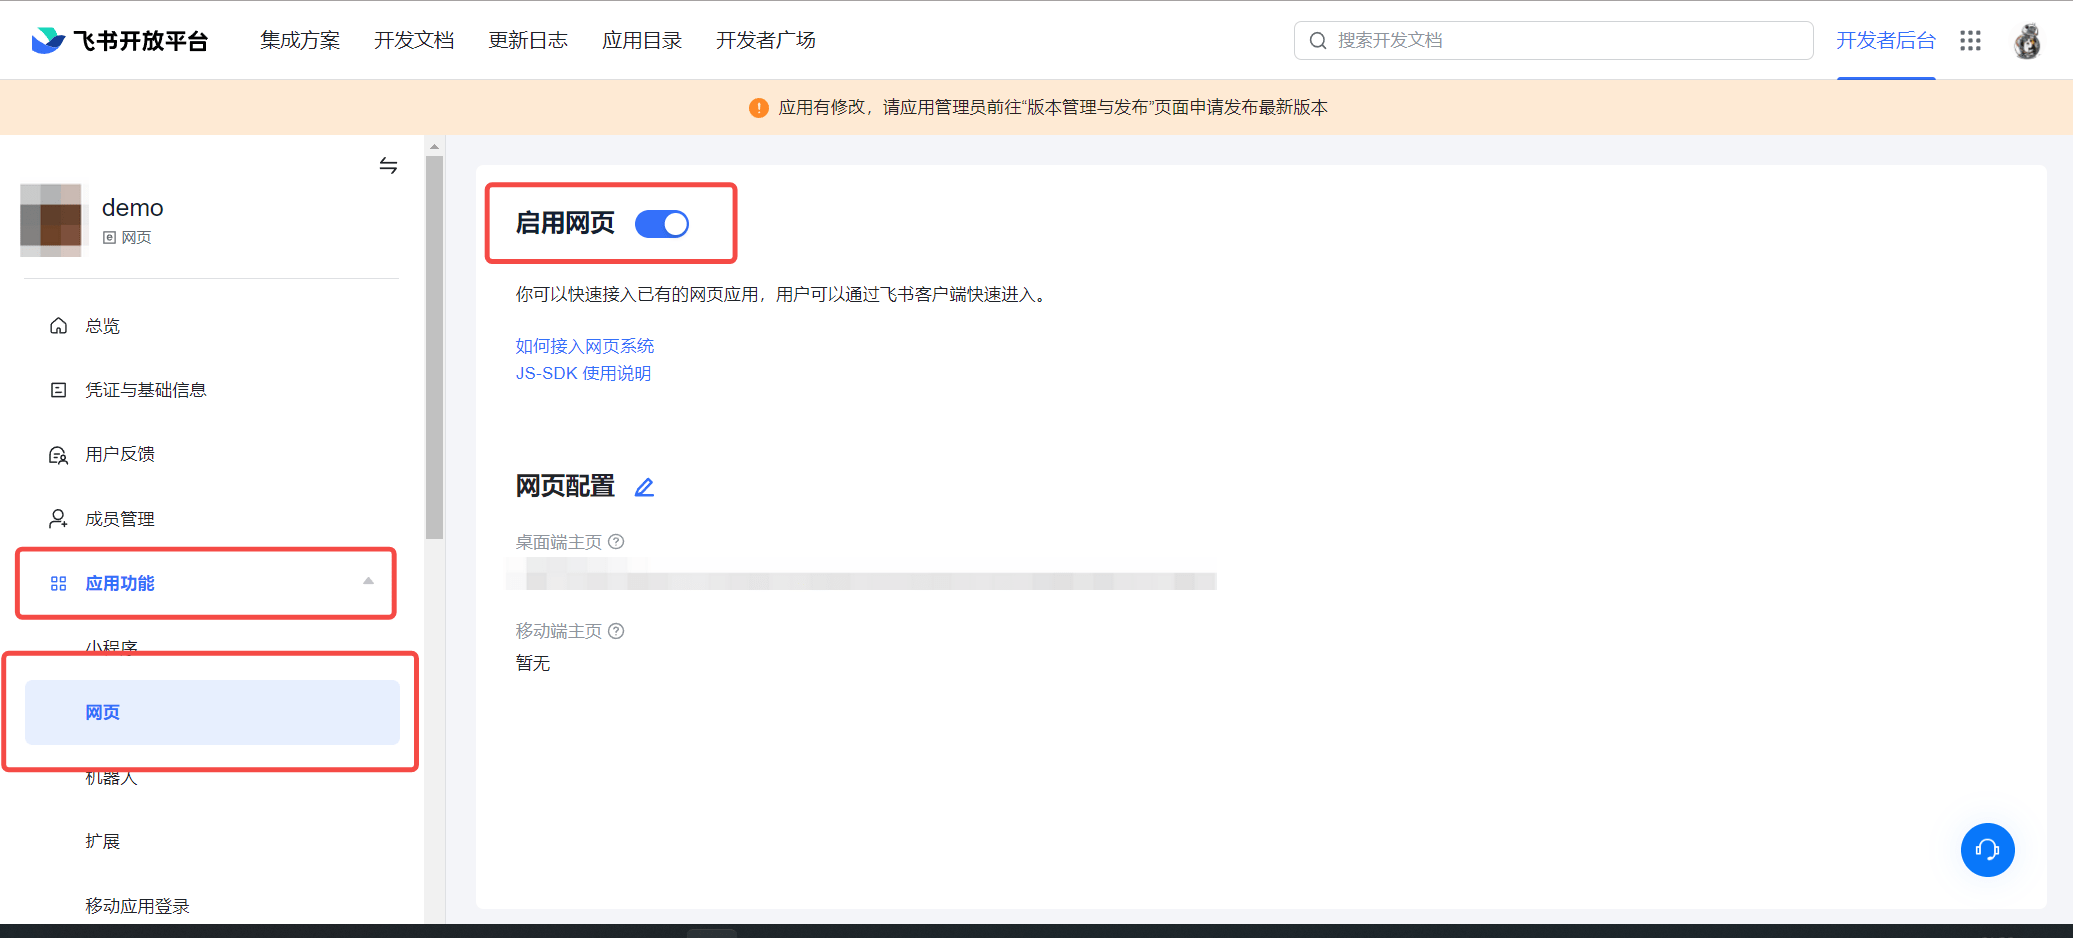 飞书开放平台
集成方案
开发文档
更新日志
应用目录
开发者广场
搜索开发文档
开发者后台
应用有修改，请应用管理员前往“版本管理与发布”页面申请发布最新版本
demo
网页
总览
凭证与基础信息
用户反馈
成员管理
应用功能
小程序
网页
机器人
扩展
移动应用登录
启用网页
你可以快速接入已有的网页应用，用户可以通过飞书客户端快速进入。
如何接入网页系统
JS-SDK 使用说明
网页配置
桌面端主页
移动端主页
暂无